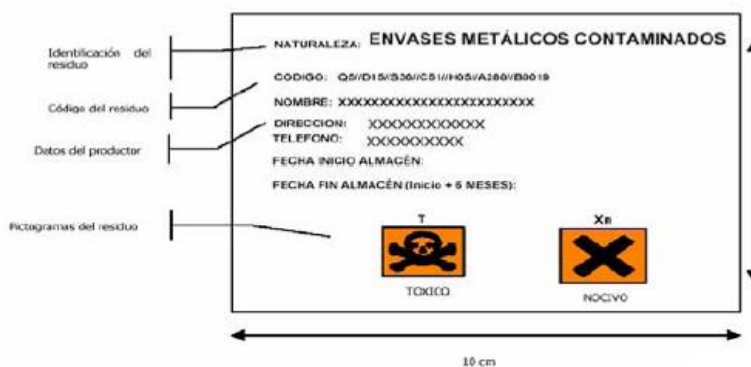 Identificación del
residuo
Código del residuo
Datos del productor
Pictogramas del residuo
NATURALEZA: ENVASES METÁLICOS CONTAMINADOS
CODIGO: Q5//D15//S36//C51//H05//A280//B0019
NOMBRE: XXXXXXXXXXXXXXXXXXXXXXXX
DIRECCION: XXXXXXXXXXXXX
TELEFONO: XXXXXXXXXX
FECHA INICIO ALMACÉN:
FECHA FIN ALMACÉN (Inicio + 6 MESES):
T
Xn
TOXICO
NOCIVO
10 cm